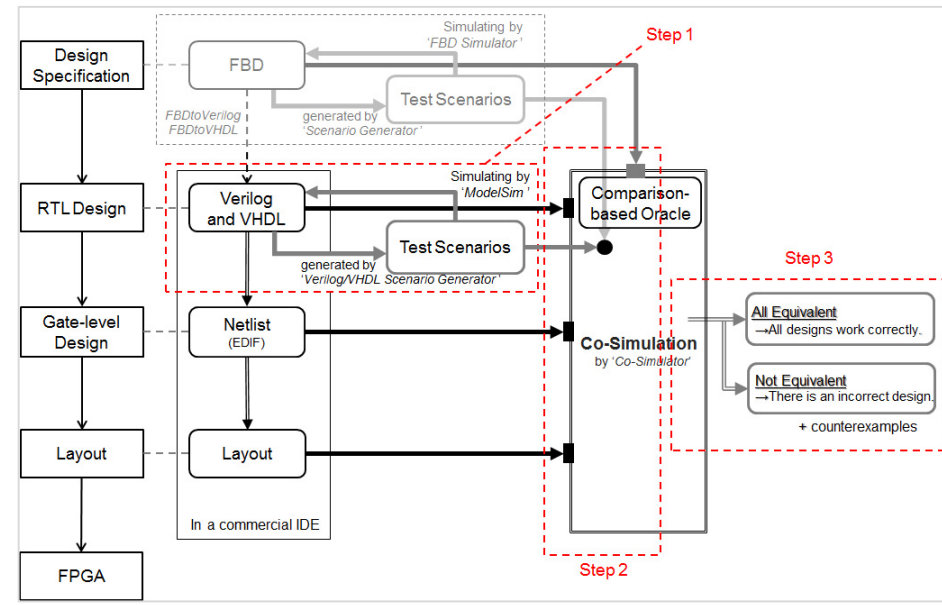 Simulating by
'FBD Simulator'
Step 1
Design
Specification
FBD
Test Scenarios
FBDtoVerilog
FBDtoVHDL
generated by
'Scenario Generator'
Simulating by
'ModelSim'
Comparison-
based Oracle
RTL Design
Verilog
and VHDL
Test Scenarios
generated by
'Verilog/VHDL Scenario Generator'
Step 3
Gate-level
Design
Netlist
(EDIF)
Co-Simulation
by 'Co-Simulator'
All Equivalent
→All designs work correctly.
Not Equivalent
→There is an incorrect design.
+ counterexamples
Layout
Layout
In a commercial IDE
Step 2
FPGA